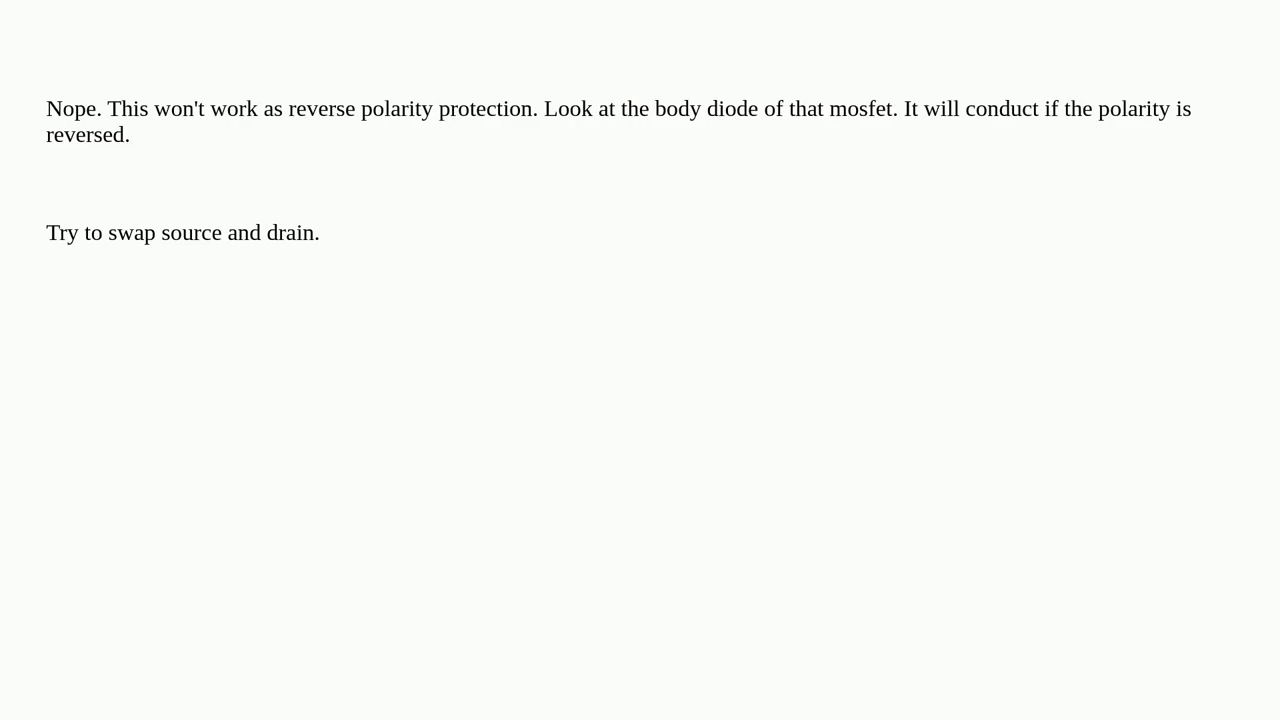 Nope. This won't work as reverse polarity protection. Look at the body diode of that mosfet. It will conduct if the polarity is
reversed.
Try to swap source and drain.